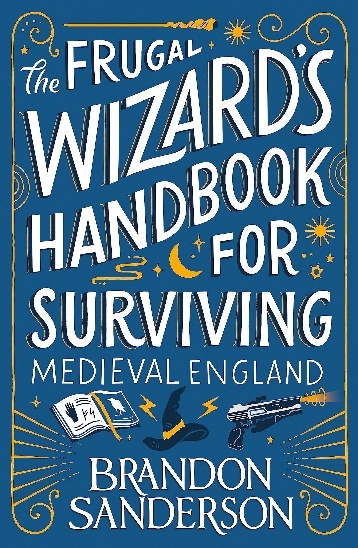 The FRUGAL
WIZARD'S
HANDBOOK
FOR
SURVIVING
MEDIEVAL ENGLAND
BRANDON
SANDERSON